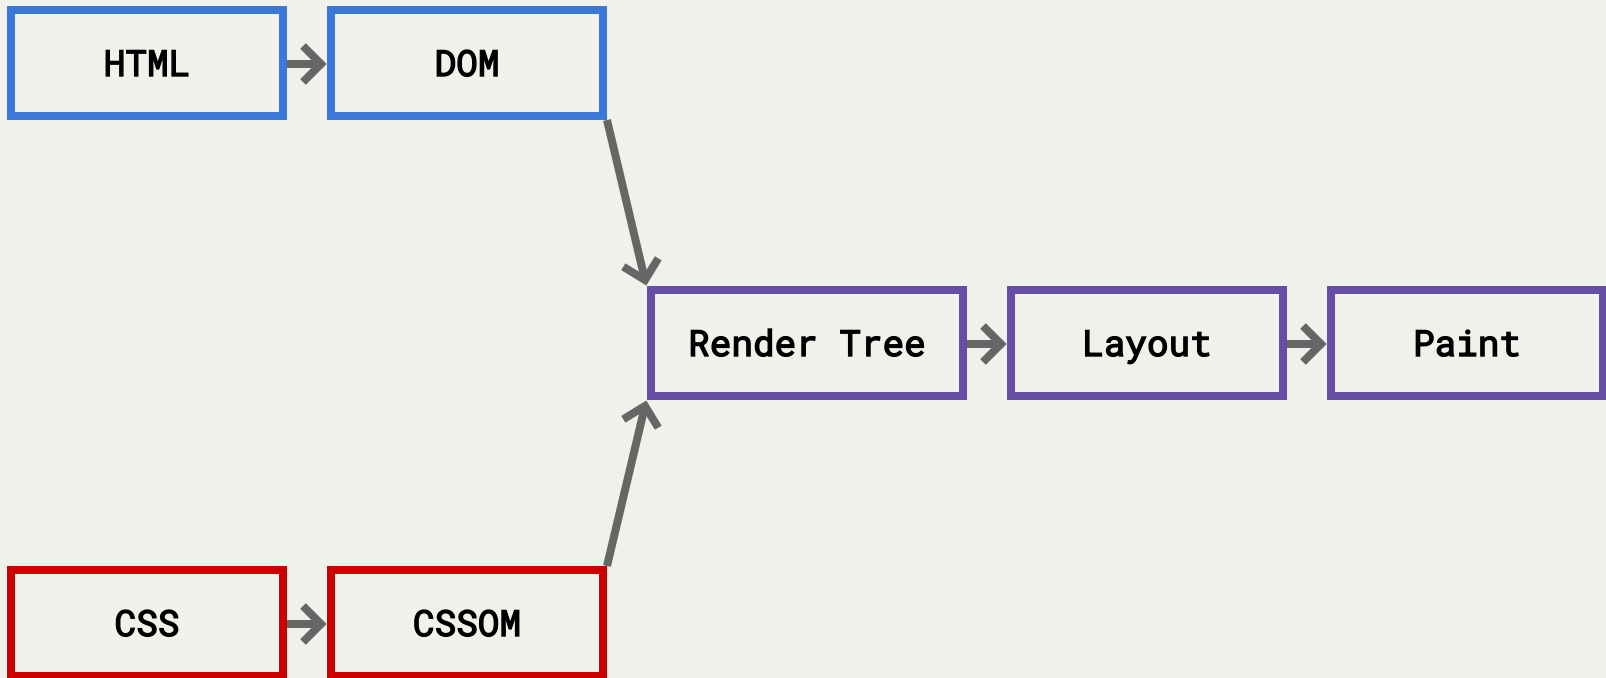 HTML
DOM
Render Tree
Layout
Paint
CSS
CSSOM